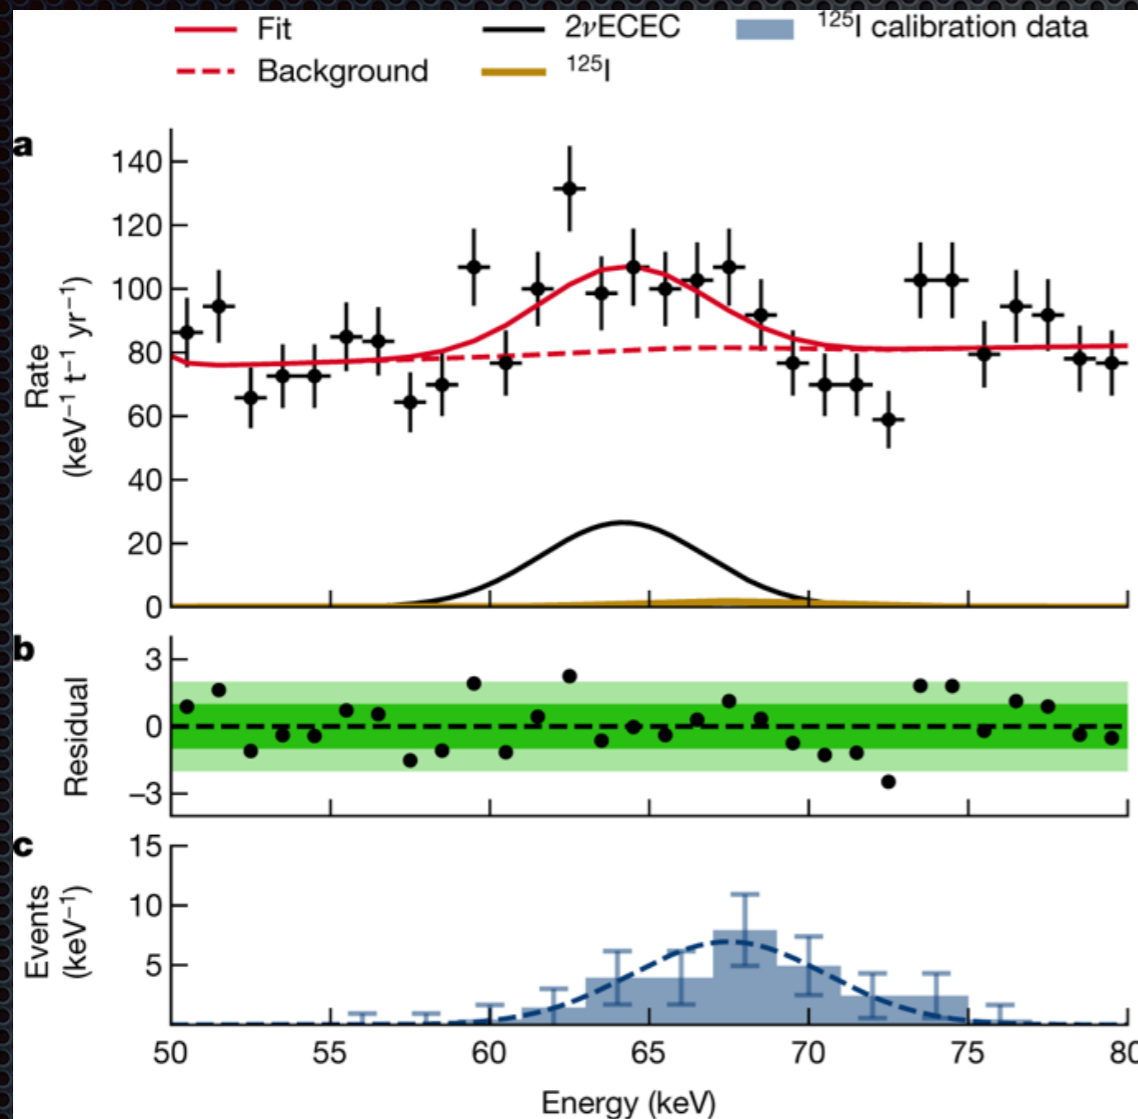 Fit
2νECEC
¹²⁵I calibration data
Background
¹²⁵I
a
140
120
100
80
60
40
20
0
Rate
(keV⁻¹ t⁻¹ yr⁻¹)
b
3
0
−3
Residual
c
15
10
5
Events
(keV⁻¹)
50 55 60 65 70 75 80
Energy (keV)